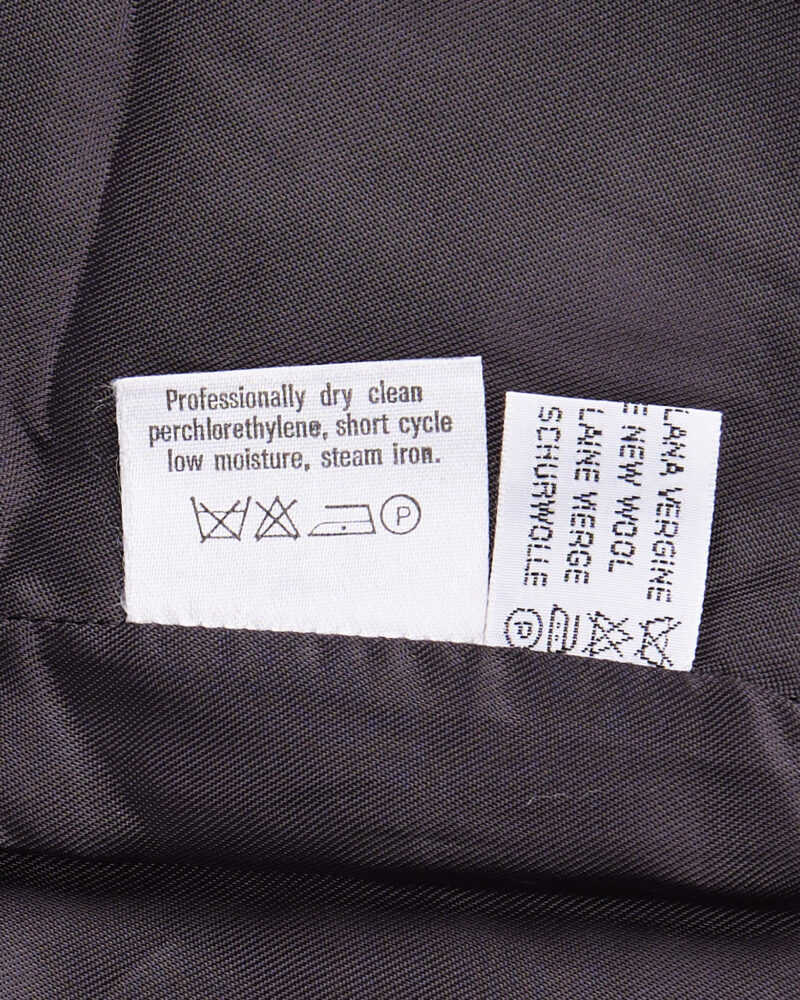 Professionally dry clean
perchlorethylene, short cycle
low moisture, steam iron.
P
LANA VERGINE
E NEW WOOL
LAINE VIERGE
SCHURWOLLE
P